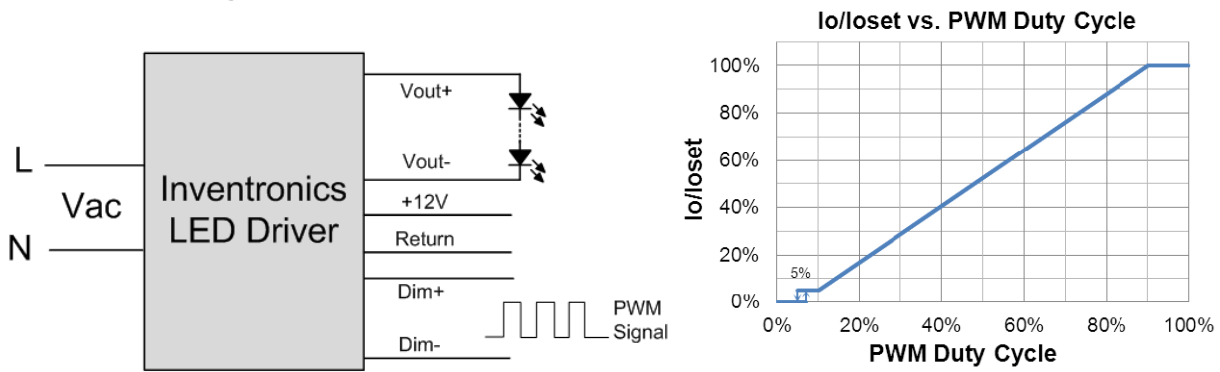 L
Vac
N
Inventronics
LED Driver
Vout+
Vout-
+12V
Return
Dim+
Dim-
PWM
Signal
Io/Ioset vs. PWM Duty Cycle
Io/Ioset
100%
80%
60%
40%
20%
0%
5%
0% 20% 40% 60% 80% 100%
PWM Duty Cycle